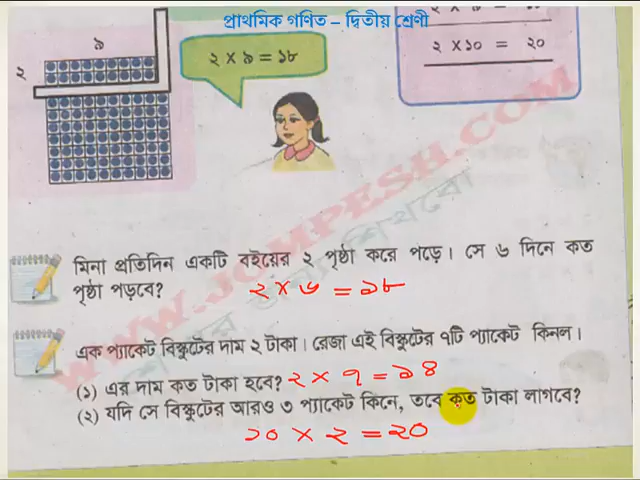 প্রাথমিক গণিত – দ্বিতীয় শ্রেণী
৯
২
২ × ৯ = ১৮
২ × ১০ = ২০
WWW.JOMPESH.COM
মিনা প্রতিদিন একটি বইয়ের ২ পৃষ্ঠা করে পড়ে। সে ৬ দিনে কত
পৃষ্ঠা পড়বে?
২ × ৬ = ১৮
এক প্যাকেট বিস্কুটের দাম ২ টাকা। রেজা এই বিস্কুটের ৭টি প্যাকেট কিনল।
(১) এর দাম কত টাকা হবে? ২ × ৭ = ১৪
(২) যদি সে বিস্কুটের আরও ৩ প্যাকেট কিনে, তবে কত টাকা লাগবে?
১০ × ২ = ২০